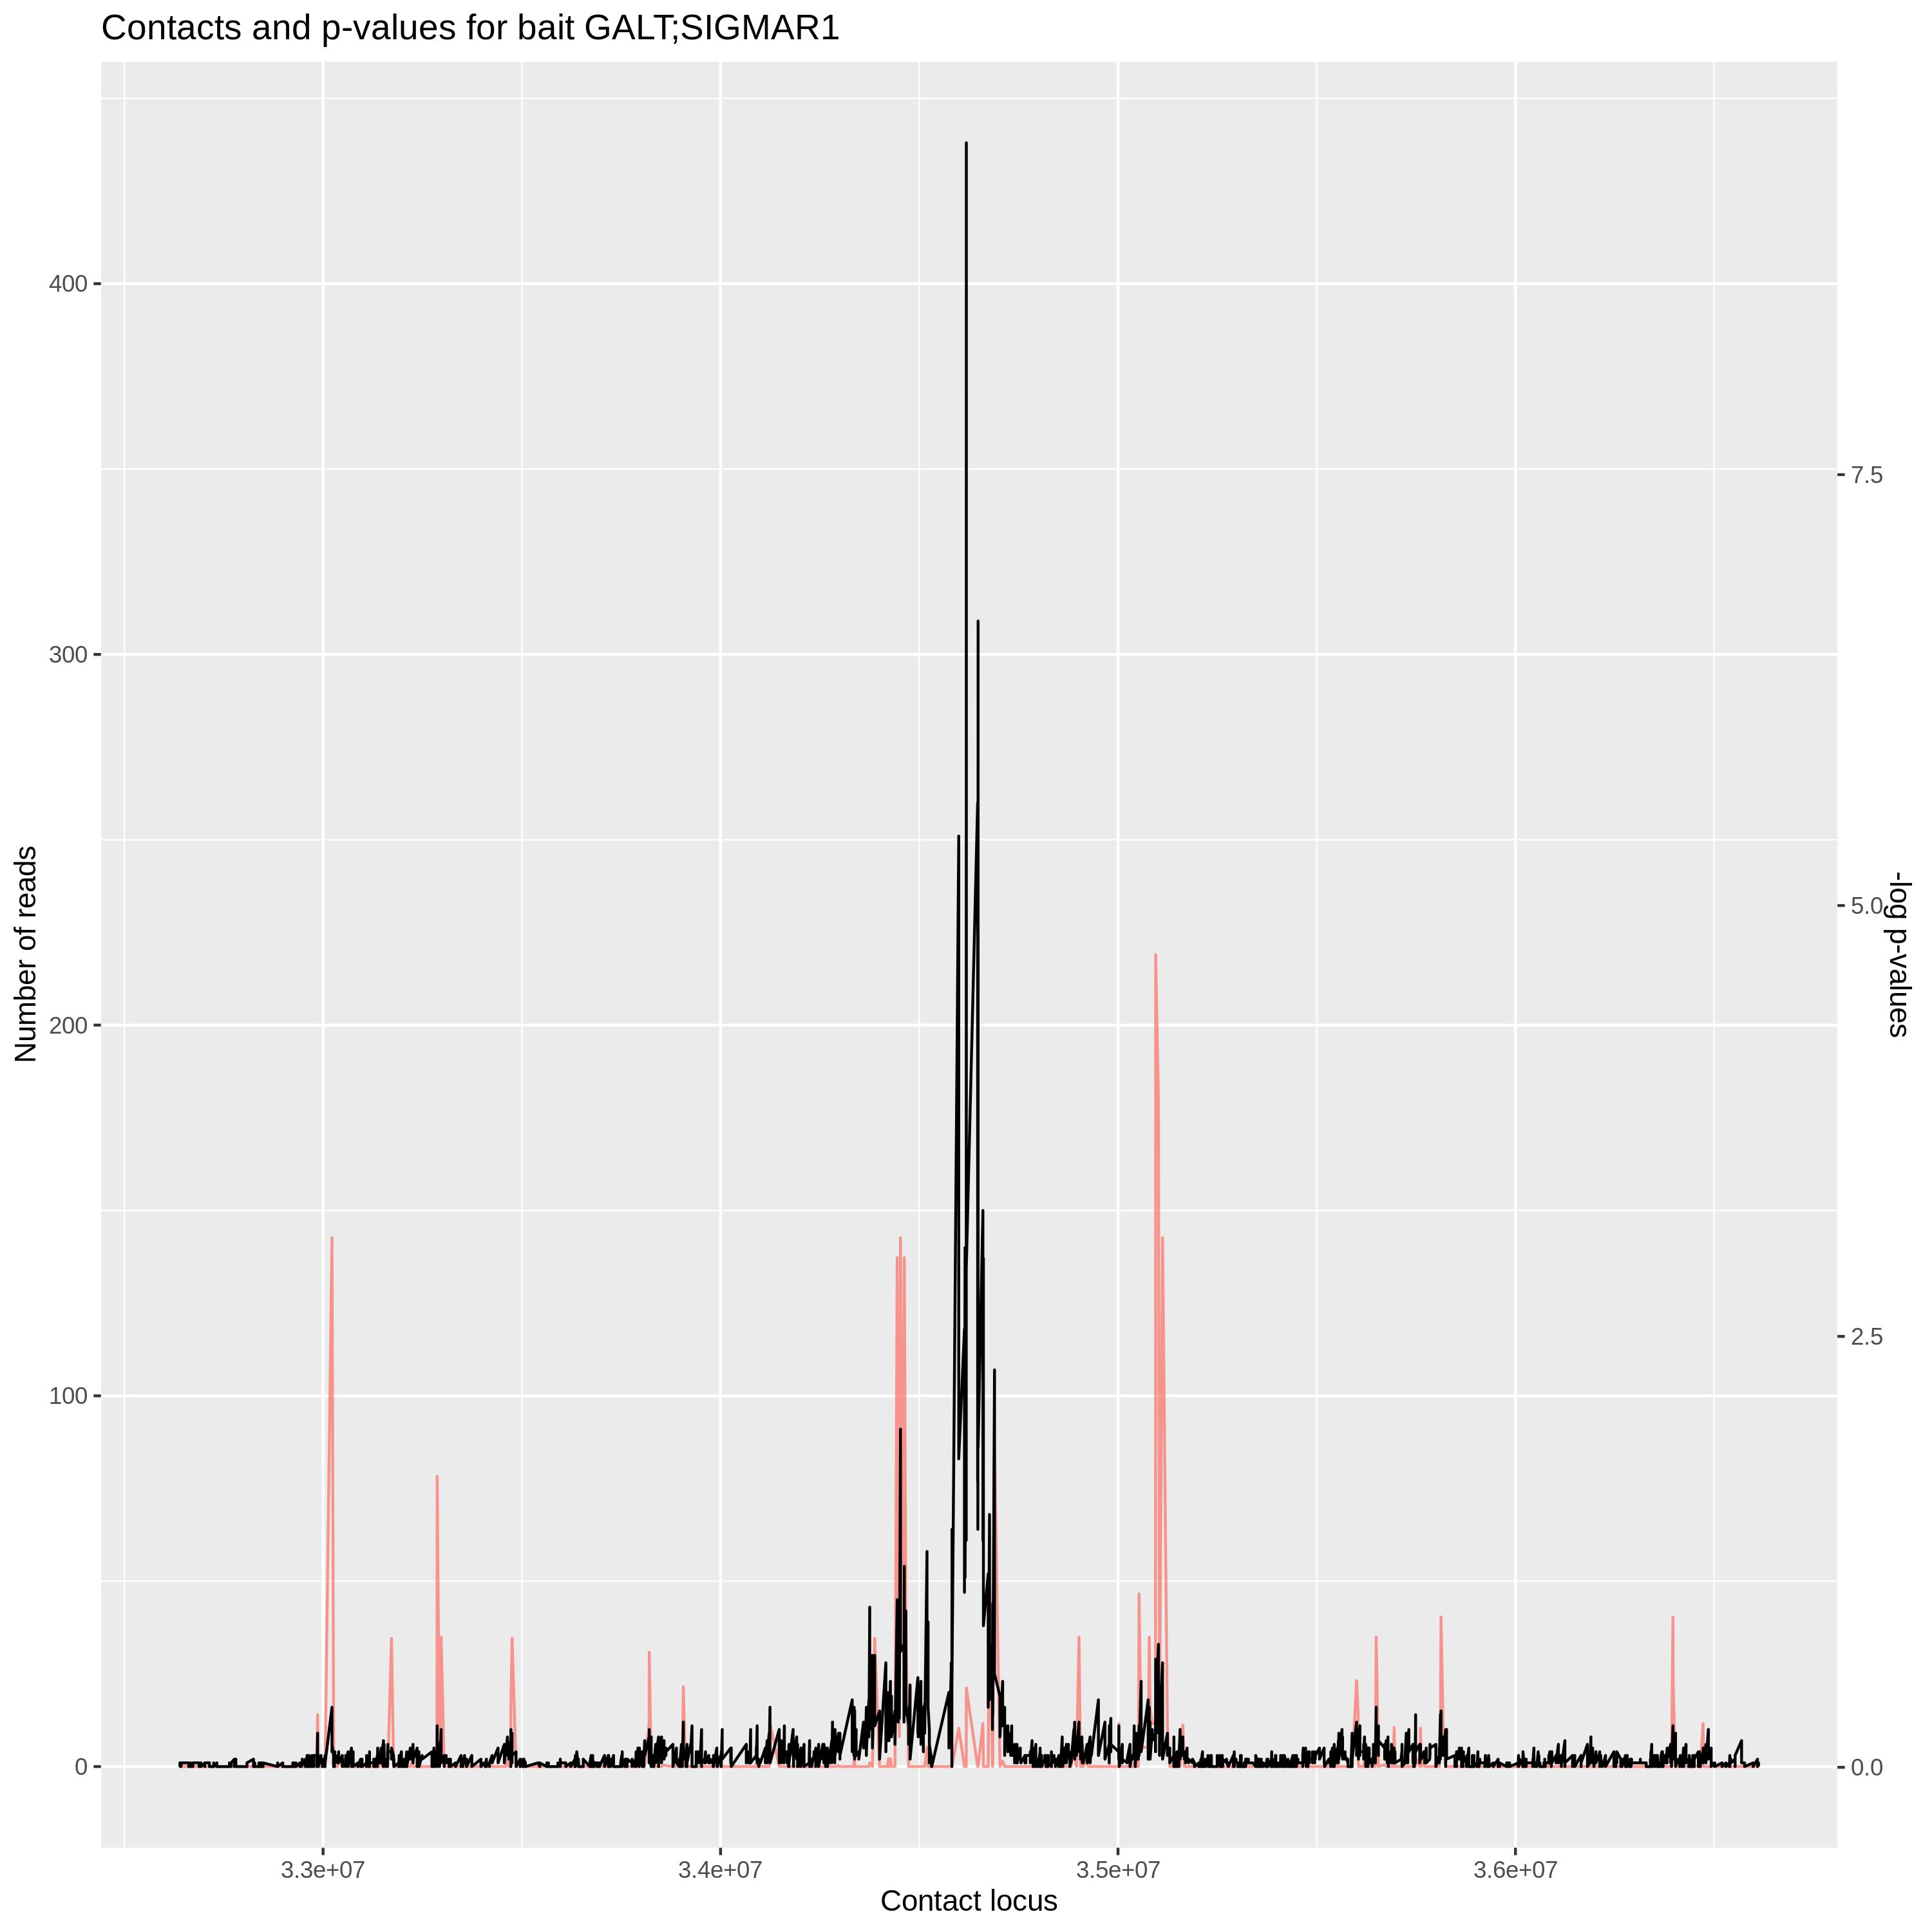 Contacts and p-values for bait GALT;SIGMAR1
400
300
200
100
0
Number of reads
7.5
5.0
2.5
0.0
-log p-values
3.3e+07 3.4e+07 3.5e+07 3.6e+07
Contact locus